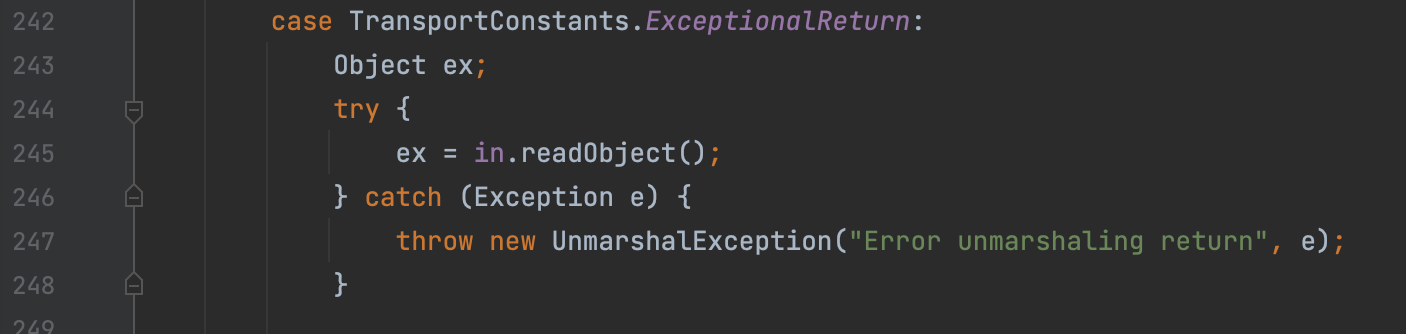 242 case TransportConstants.ExceptionalReturn:
243 Object ex;
244 try {
245 ex = in.readObject();
246 } catch (Exception e) {
247 throw new UnmarshalException("Error unmarshaling return", e);
248 }
249